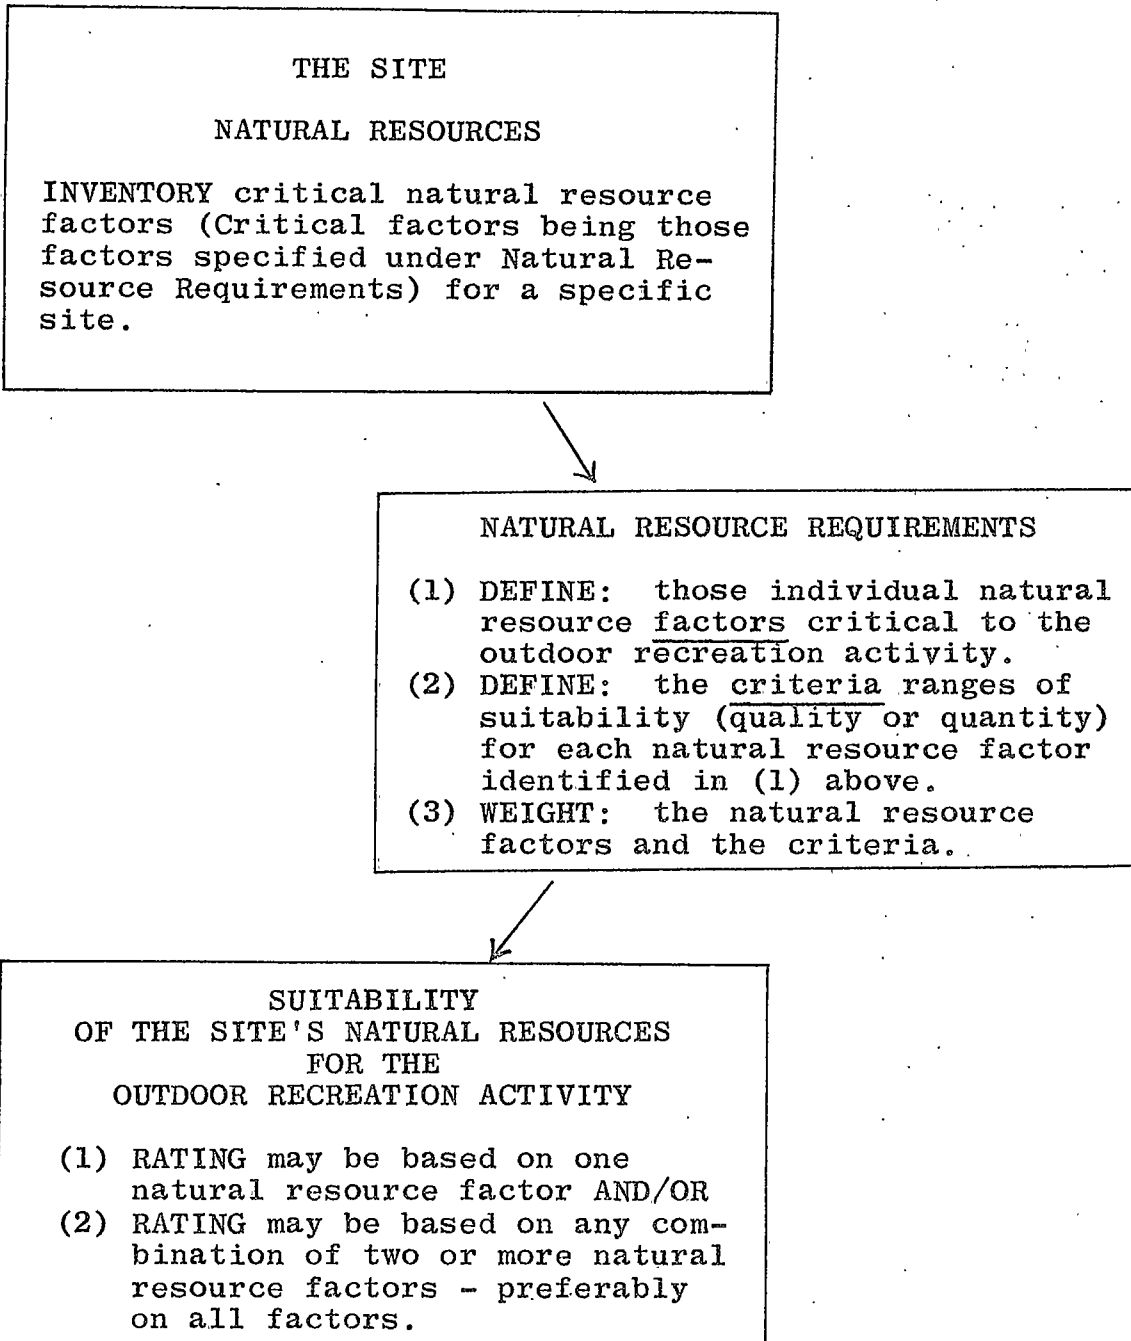 THE SITE
NATURAL RESOURCES
INVENTORY critical natural resource
factors (Critical factors being those
factors specified under Natural Re-
source Requirements) for a specific
site.
NATURAL RESOURCE REQUIREMENTS
(1) DEFINE: those individual natural
resource factors critical to the
outdoor recreation activity.
(2) DEFINE: the criteria ranges of
suitability (quality or quantity)
for each natural resource factor
identified in (1) above.
(3) WEIGHT: the natural resource
factors and the criteria.
SUITABILITY
OF THE SITE'S NATURAL RESOURCES
FOR THE
OUTDOOR RECREATION ACTIVITY
(1) RATING may be based on one
natural resource factor AND/OR
(2) RATING may be based on any com-
bination of two or more natural
resource factors - preferably
on all factors.